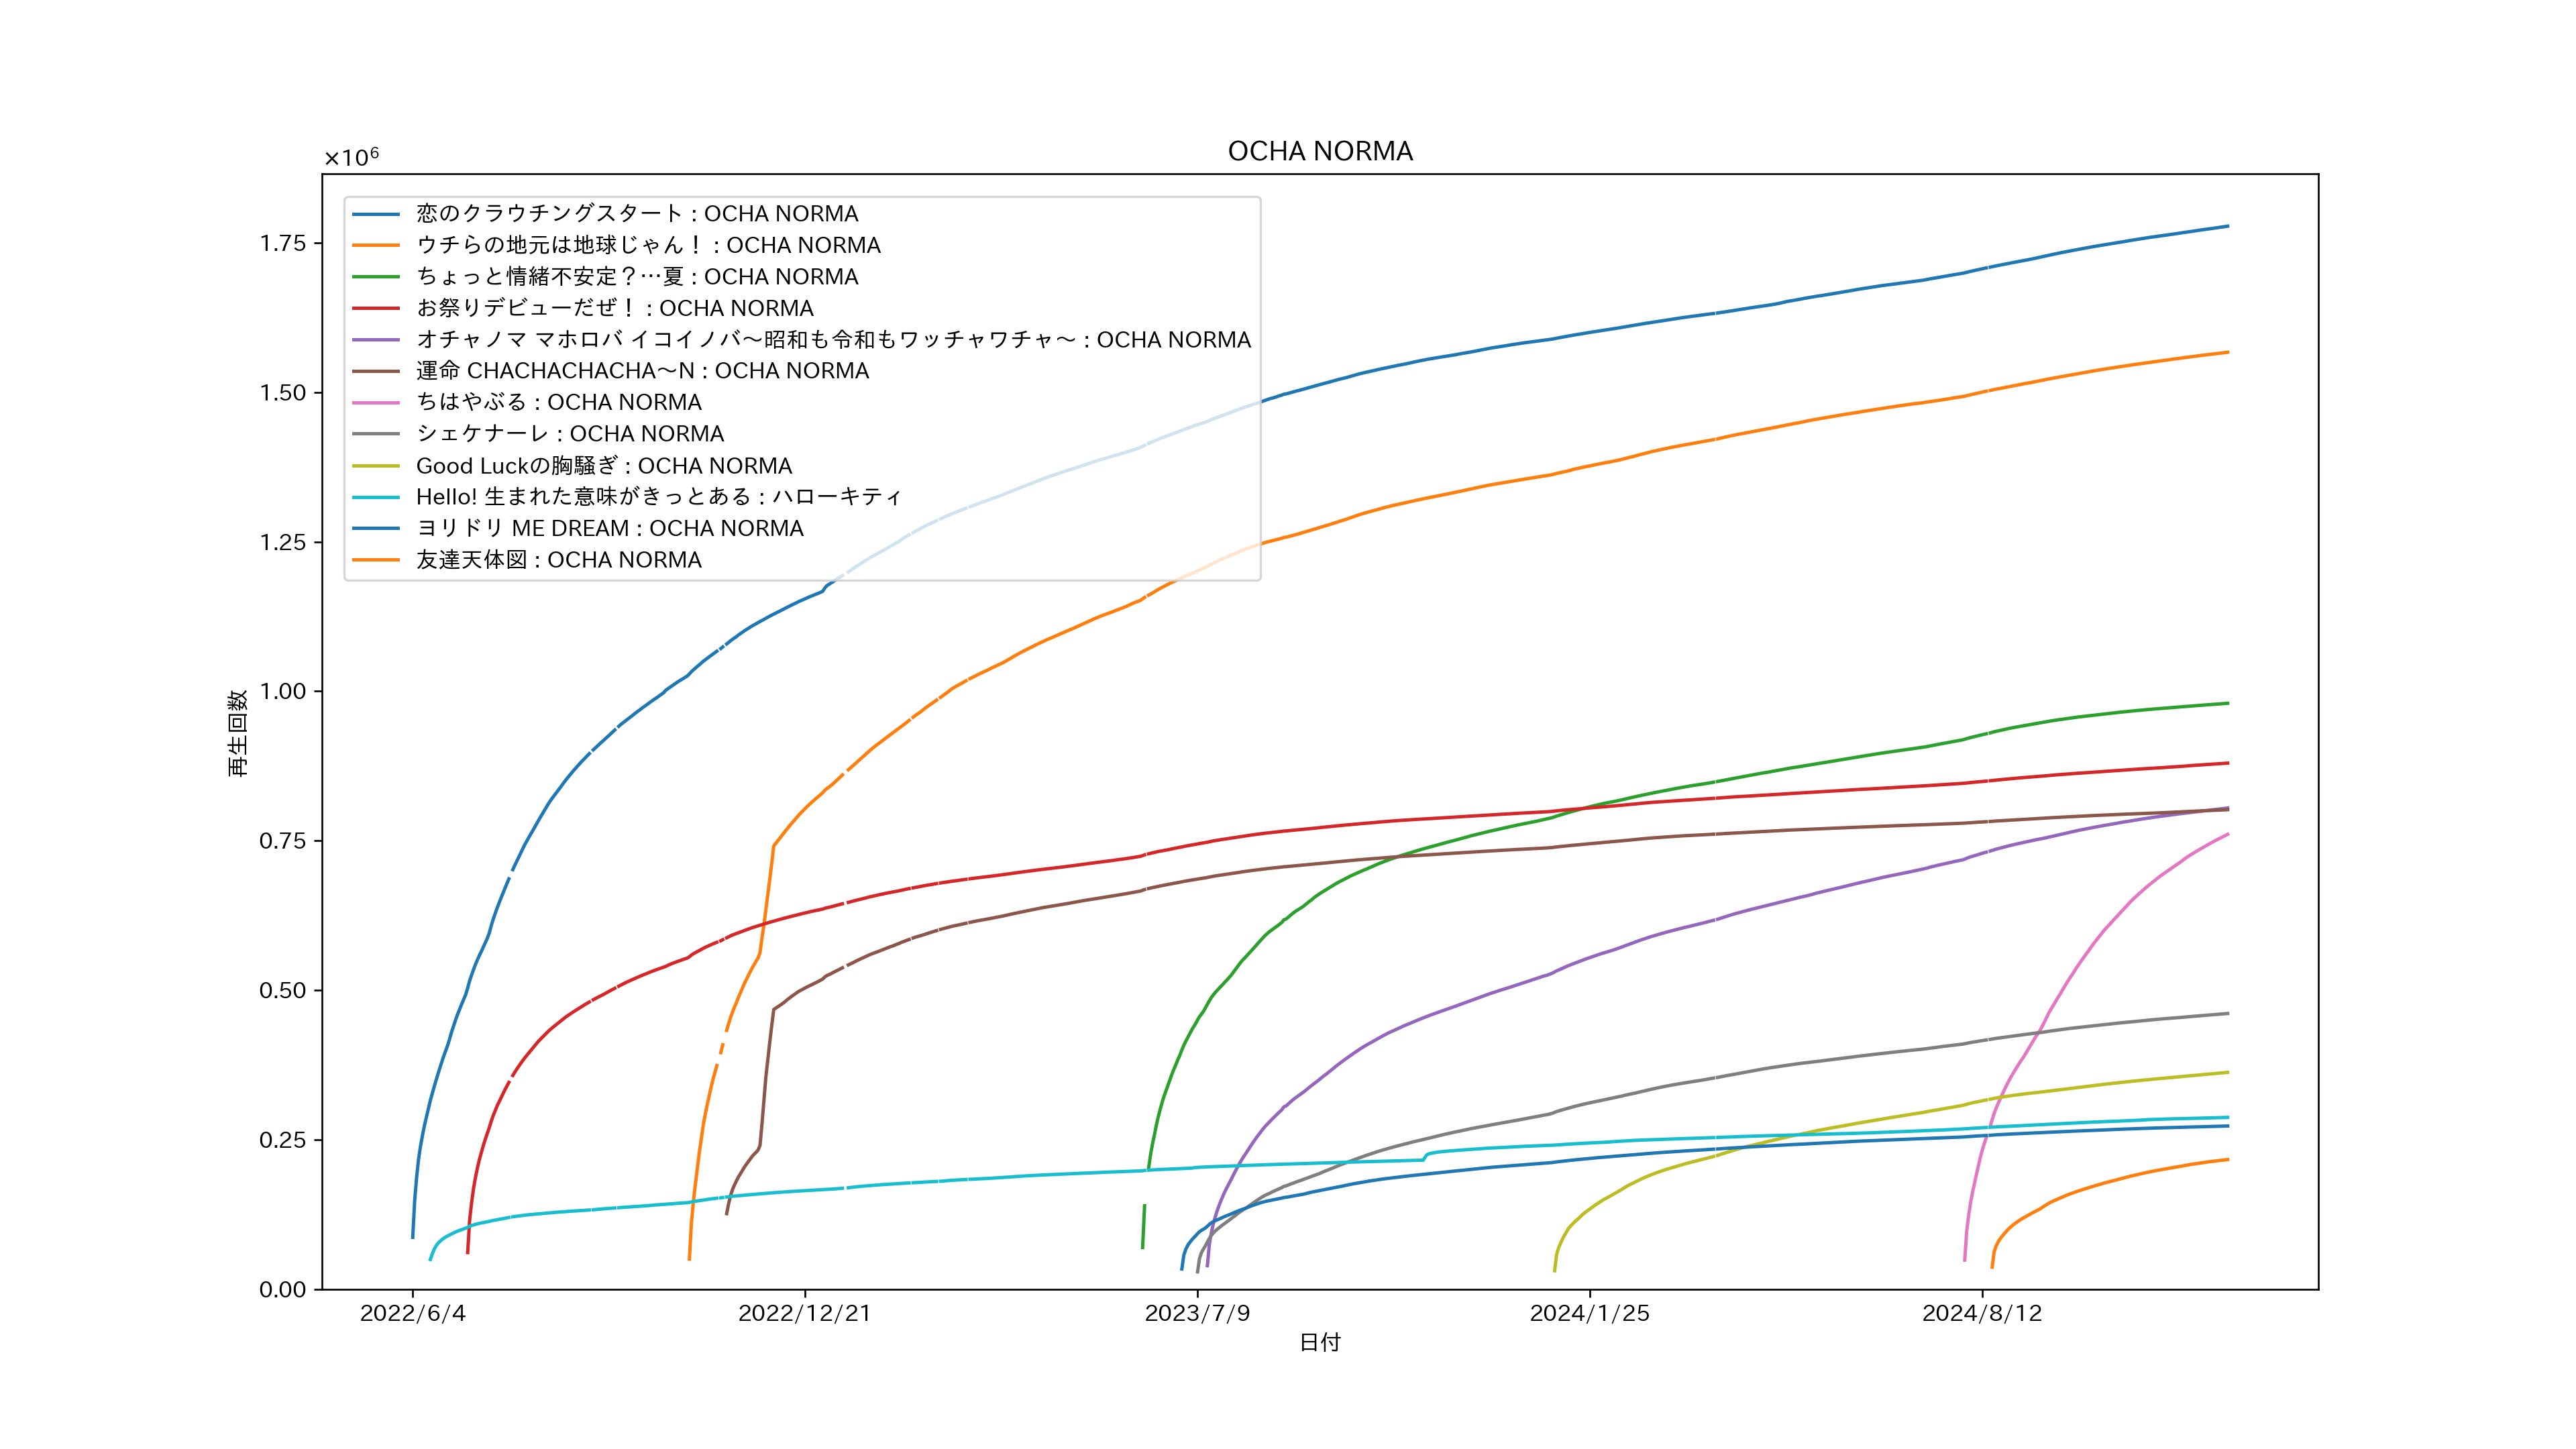 OCHA NORMA
×10⁶
恋のクラウチングスタート : OCHA NORMA
ウチらの地元は地球じゃん！ : OCHA NORMA
ちょっと情緒不安定？…夏 : OCHA NORMA
お祭りデビューだぜ！ : OCHA NORMA
オチャノマ マホロバ イコイノバ〜昭和も令和もワッチャワチャ〜 : OCHA NORMA
運命 CHACHACHACHA〜N : OCHA NORMA
ちはやぶる : OCHA NORMA
シェケナーレ : OCHA NORMA
Good Luckの胸騒ぎ : OCHA NORMA
Hello! 生まれた意味がきっとある : ハローキティ
ヨリドリ ME DREAM : OCHA NORMA
友達天体図 : OCHA NORMA
1.75
1.50
1.25
1.00
0.75
0.50
0.25
0.00
再生回数
2022/6/4
2022/12/21
2023/7/9
2024/1/25
2024/8/12
日付